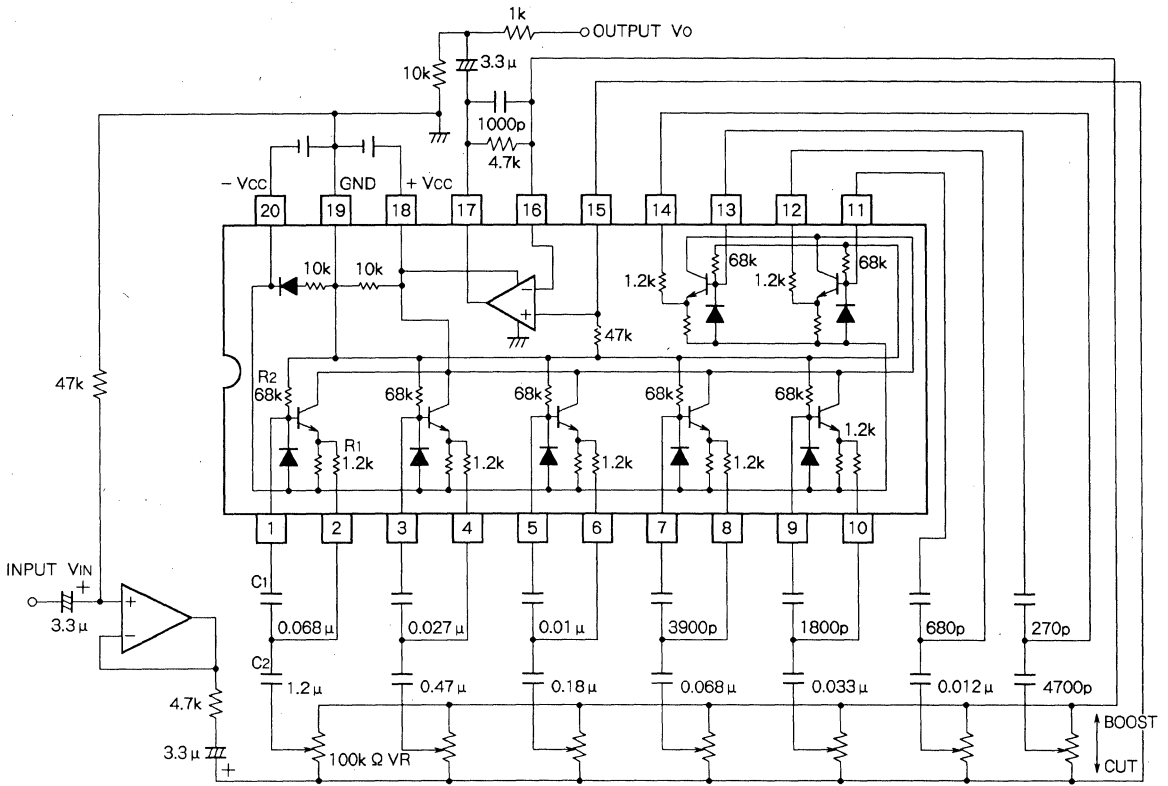 1k
OUTPUT VO
10k
3.3μ
1000p
4.7k
− VCC
GND
+ VCC
20
19
18
17
16
15
14
13
12
11
10k
10k
1.2k
68k
1.2k
68k
−
+
47k
47k
R2
68k
68k
68k
68k
68k
R1
1.2k
1.2k
1.2k
1.2k
1.2k
1
2
3
4
5
6
7
8
9
10
INPUT VIN
+
3.3μ
+
−
C1
0.068μ
0.027μ
0.01μ
3900p
1800p
680p
270p
C2
1.2μ
0.47μ
0.18μ
0.068μ
0.033μ
0.012μ
4700p
4.7k
3.3μ
+
100k Ω VR
BOOST
CUT